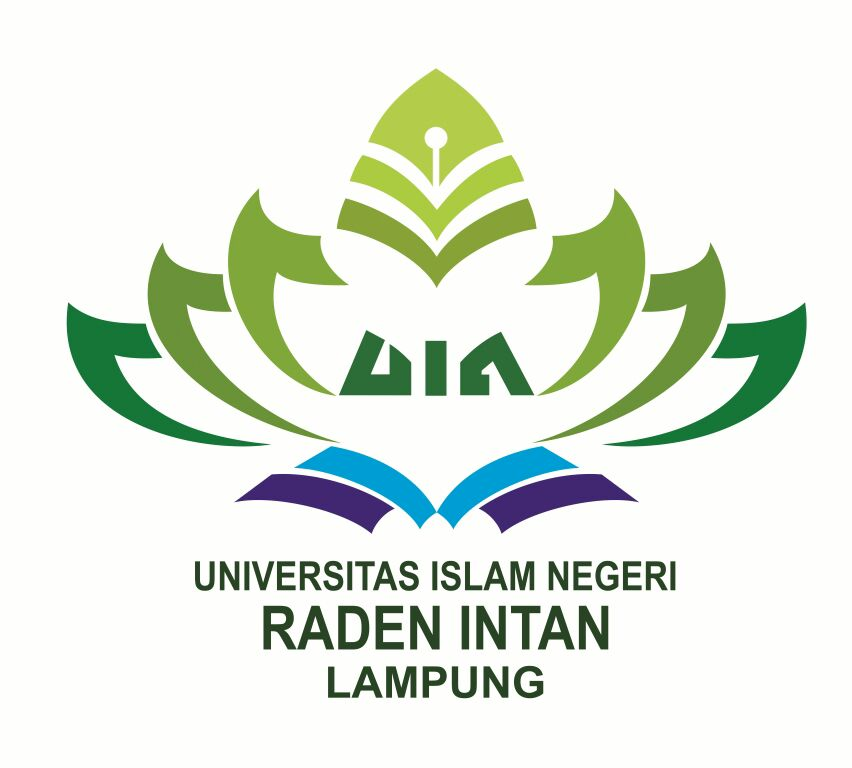 UIN
UNIVERSITAS ISLAM NEGERI
RADEN INTAN
LAMPUNG